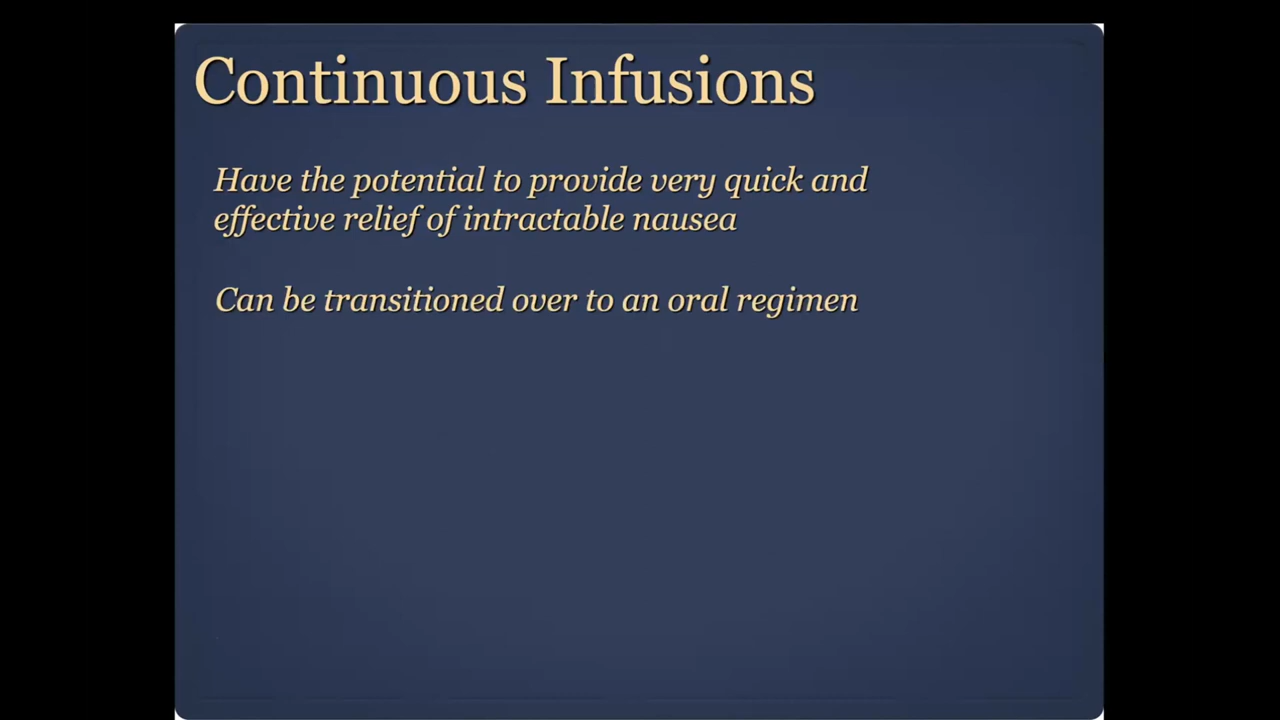 Continuous Infusions
Have the potential to provide very quick and
effective relief of intractable nausea
Can be transitioned over to an oral regimen